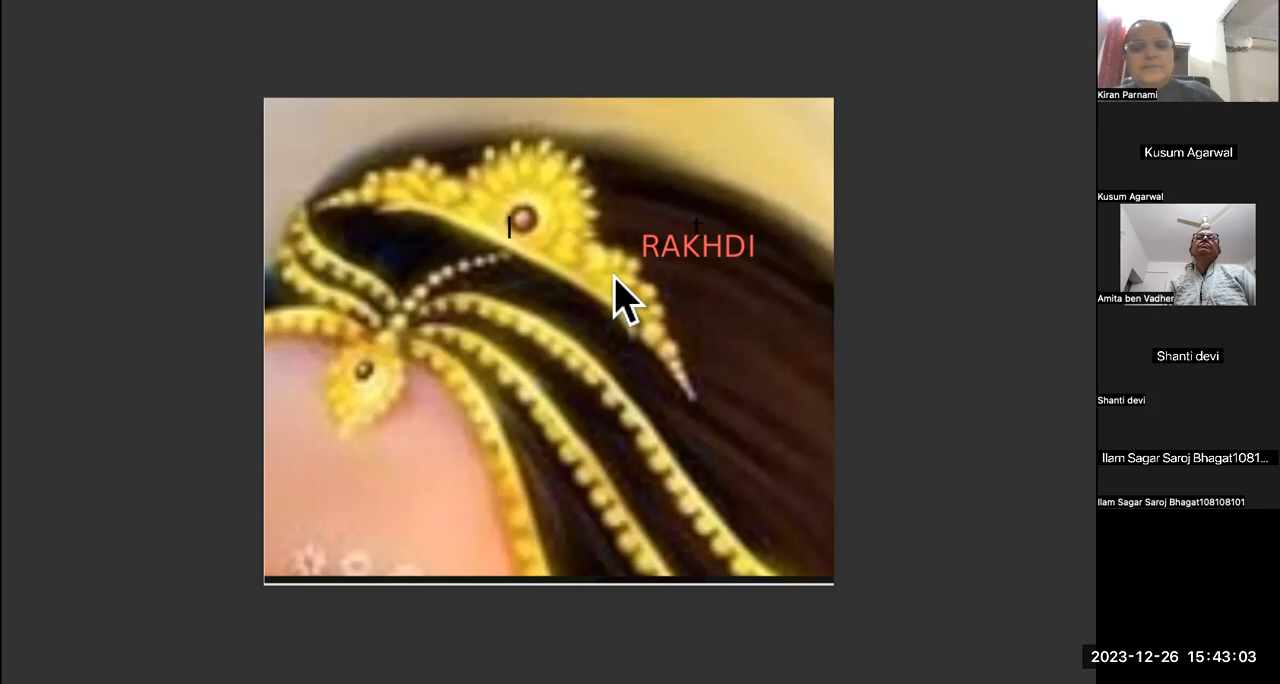 RAKHDI
Kiran Parnami
Kusum Agarwal
Kusum Agarwal
Amita ben Vadher
Shanti devi
Shanti devi
Ilam Sagar Saroj Bhagat1081...
Ilam Sagar Saroj Bhagat108108101
2023-12-26 15:43:03